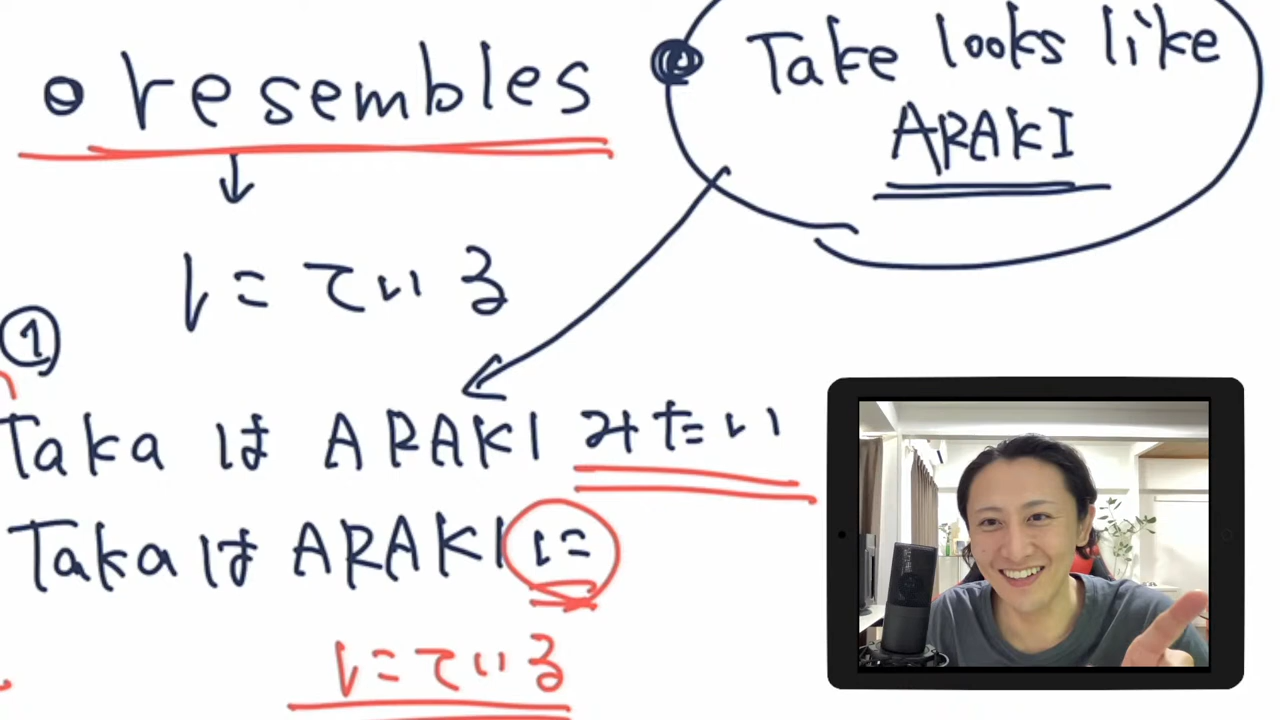 resembles
Take looks like
ARAKI
にている
①
Taka は ARAKI みたい
Taka は ARAKI に
にている